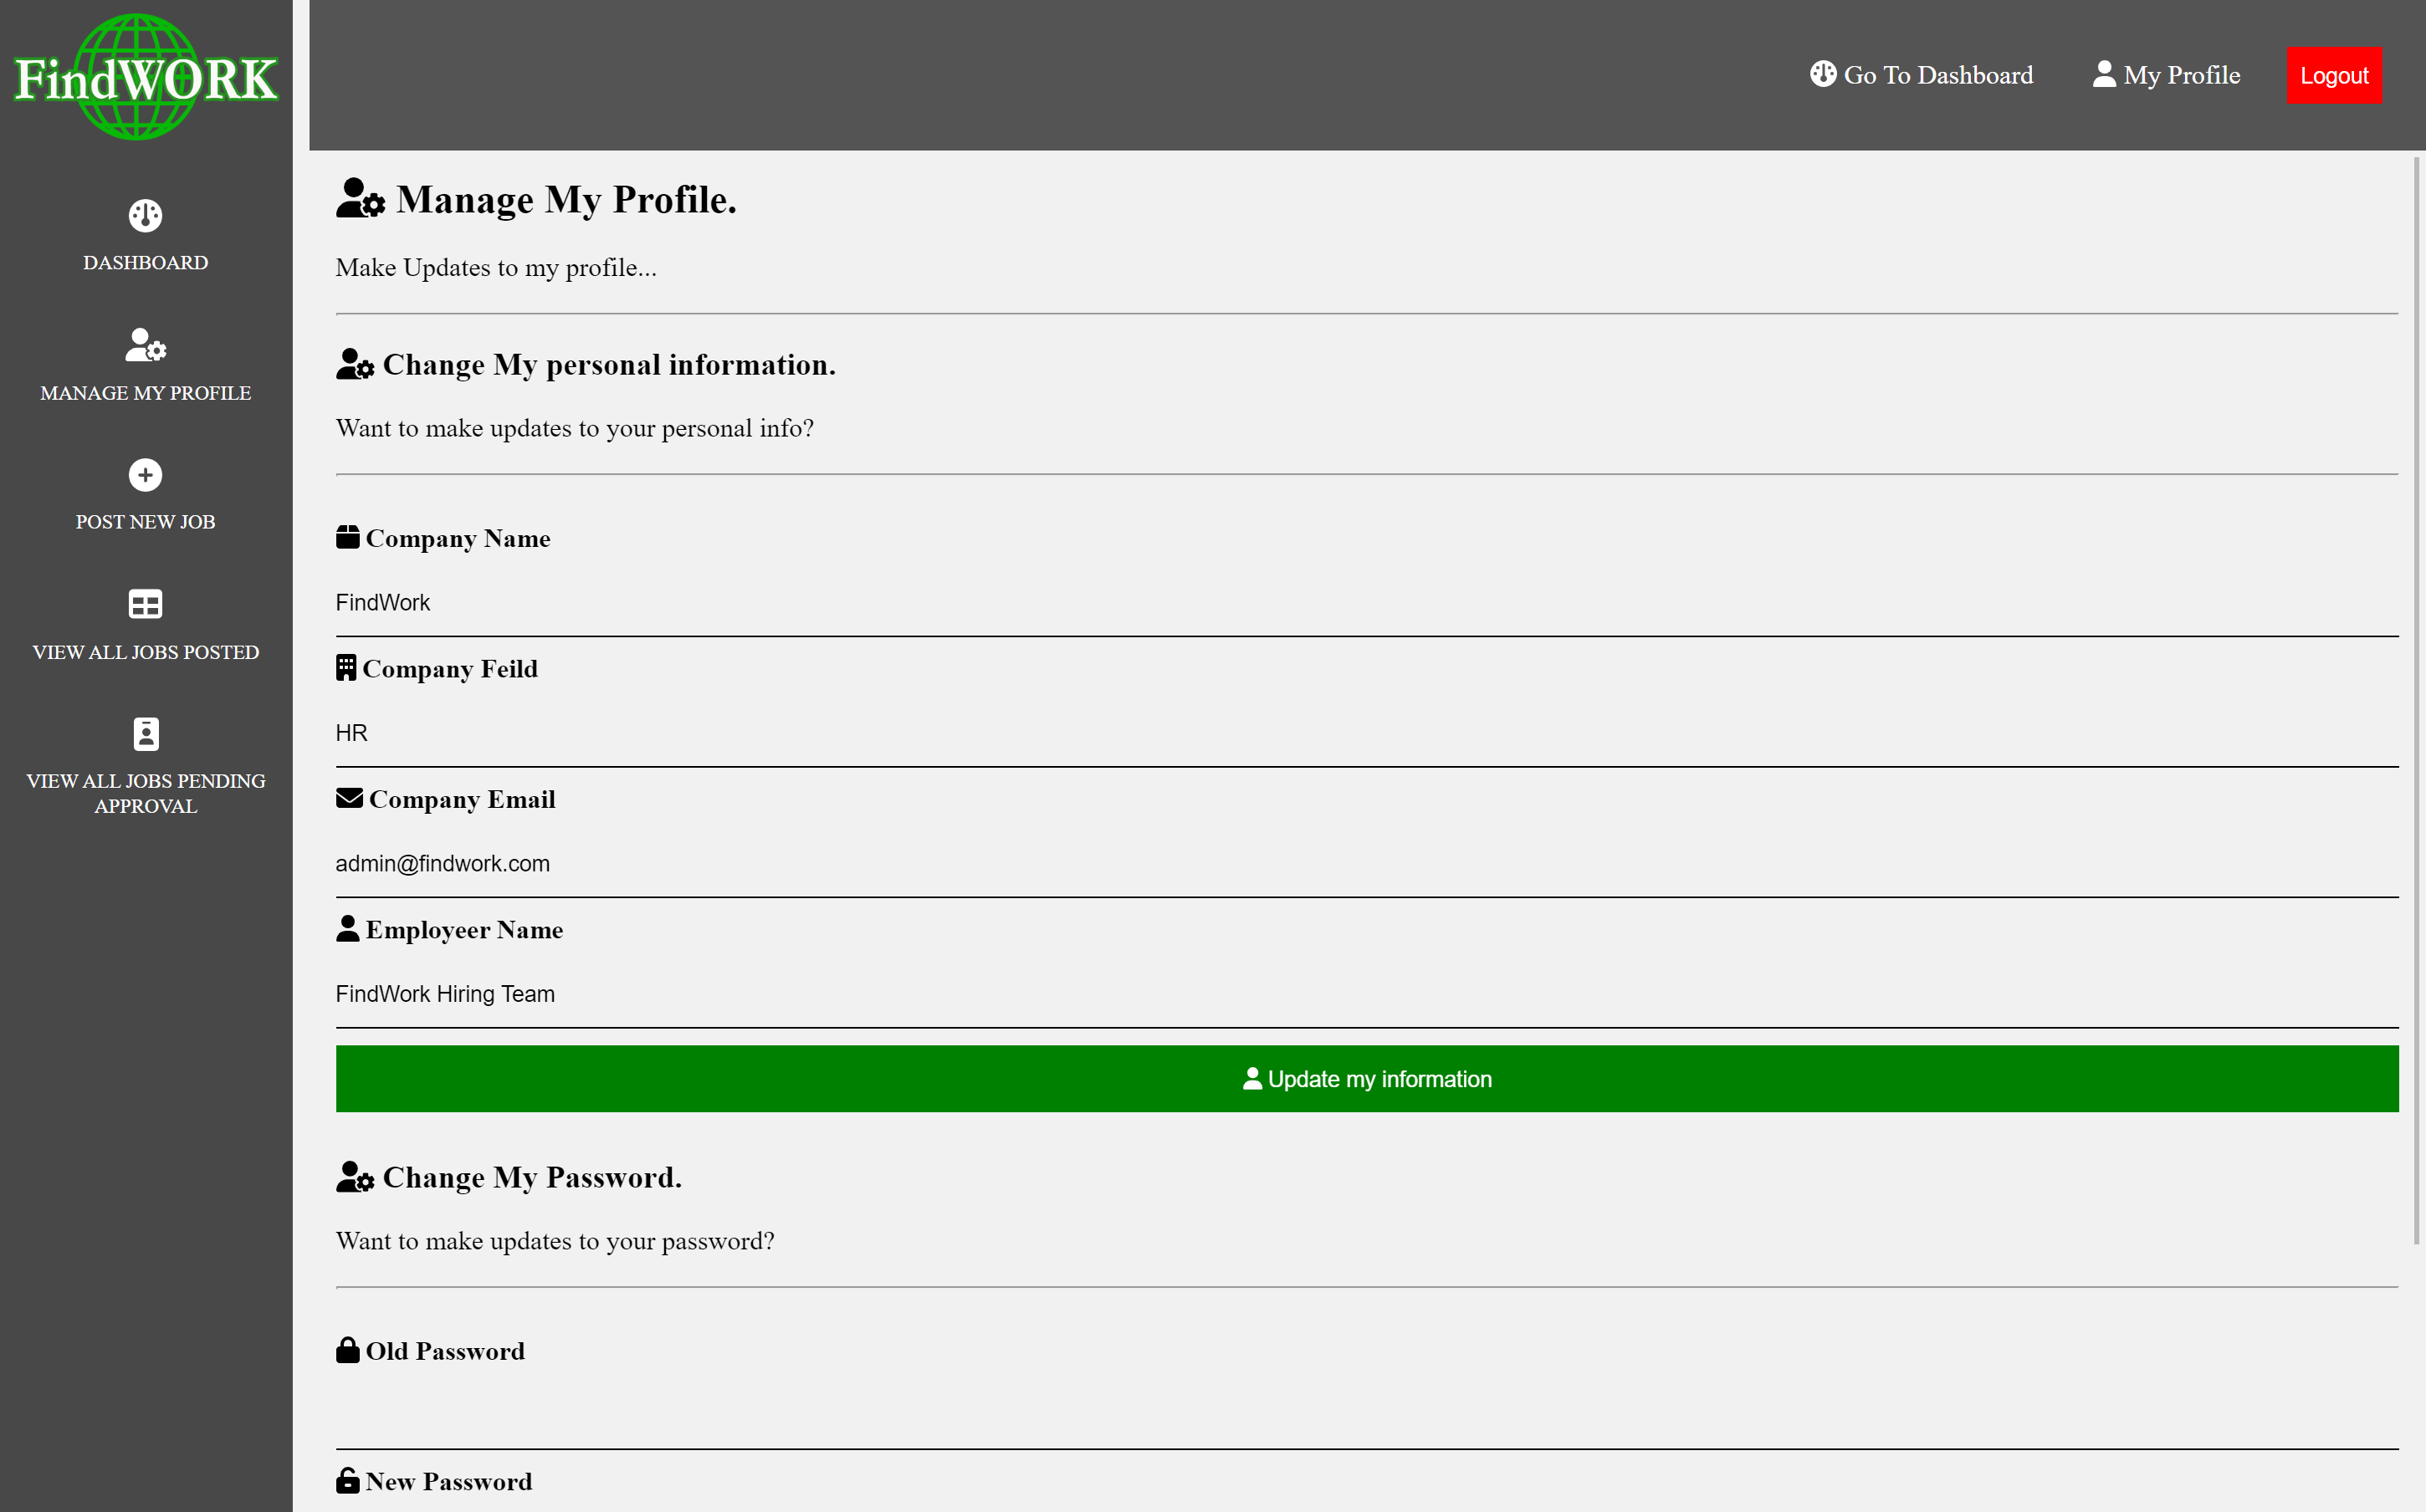 FindWORK
Go To Dashboard
My Profile
Logout
DASHBOARD
MANAGE MY PROFILE
POST NEW JOB
VIEW ALL JOBS POSTED
VIEW ALL JOBS PENDING
APPROVAL
Manage My Profile.
Make Updates to my profile...
Change My personal information.
Want to make updates to your personal info?
Company Name
FindWork
Company Feild
HR
Company Email
admin@findwork.com
Employeer Name
FindWork Hiring Team
Update my information
Change My Password.
Want to make updates to your password?
Old Password
New Password